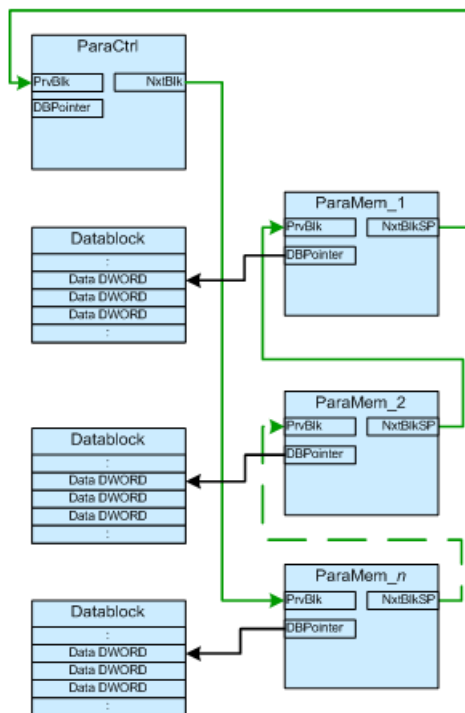 ParaCtrl
PrvBlk NxtBlk
DBPointer
ParaMem_1
PrvBlk NxtBlkSP
DBPointer
Datablock
:
Data DWORD
Data DWORD
Data DWORD
:
ParaMem_2
PrvBlk NxtBlkSP
DBPointer
Datablock
:
Data DWORD
Data DWORD
Data DWORD
:
ParaMem_n
PrvBlk NxtBlkSP
DBPointer
Datablock
:
Data DWORD
Data DWORD
Data DWORD
: